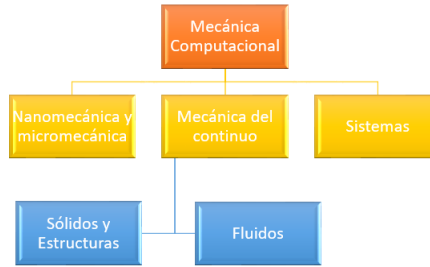 Mecánica
Computacional
Nanomecánica y
micromecánica
Mecánica del
continuo
Sistemas
Sólidos y
Estructuras
Fluidos